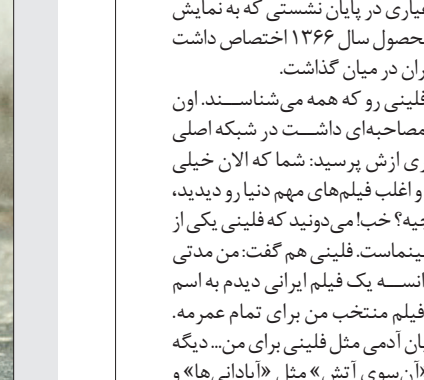 عیاری در پایان نشستی که به نمایش
محصول سال ۱۳۶۶ اختصاص داشت
ران در میان گذاشت.
فلینی رو که همه می‌شناسند. اون
مصاحبه‌ای داشت در شبکه اصلی
ری ازش پرسید: شما که الان خیلی
و اغلب فیلم‌های مهم دنیا رو دیدید،
چیه؟ خب! می‌دونید که فلینی یکی از
سینماست. فلینی هم گفت: من مدتی
انسه یک فیلم ایرانی دیدم به اسم
فیلم منتخب من برای تمام عمرمه.
ان آدمی مثل فلینی برای من... دیگه
«آن‌سوی آتش» مثل «آبادانی‌ها» و